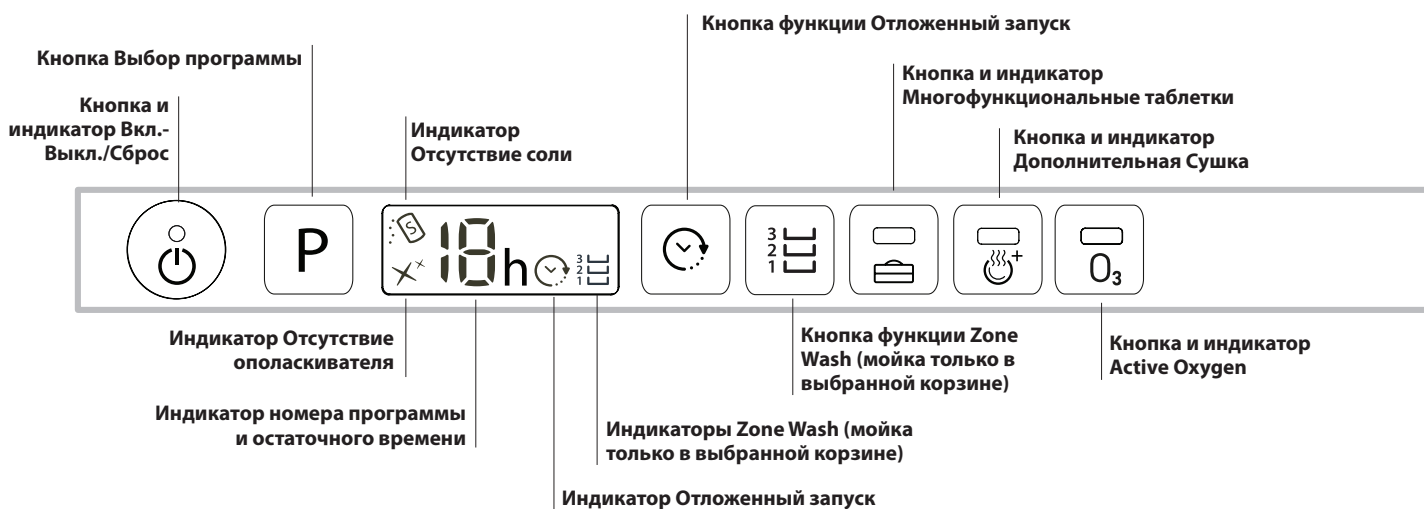 Кнопка функции Отложенный запуск
Кнопка Выбор программы
Кнопка и индикатор
Многофункциональные таблетки
Кнопка и
индикатор Вкл.-
Выкл./Сброс
Индикатор
Отсутствие соли
Кнопка и индикатор
Дополнительная Сушка
P
S
18h
3
2
1
3
2
1
+
O3
Индикатор Отсутствие
ополаскивателя
Кнопка функции Zone
Wash (мойка только в
выбранной корзине)
Кнопка и индикатор
Active Oxygen
Индикатор номера программы
и остаточного времени
Индикаторы Zone Wash (мойка
только в выбранной корзине)
Индикатор Отложенный запуск